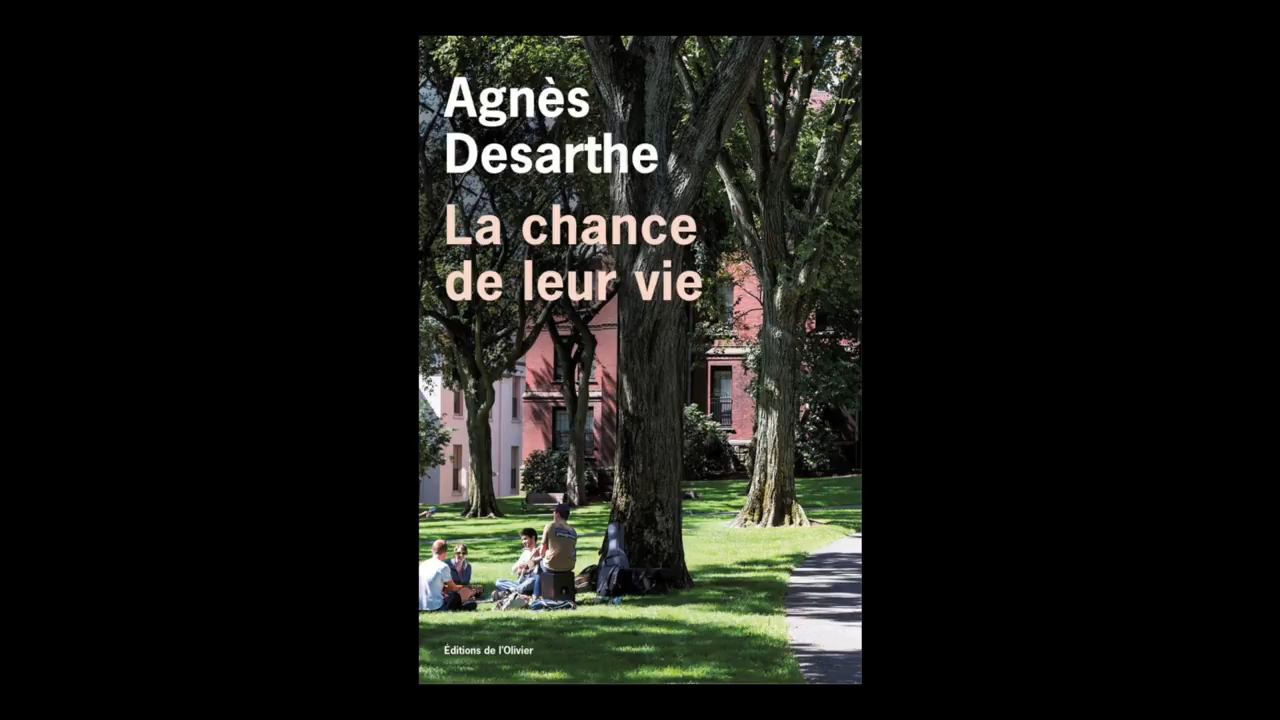 Agnès
Desarthe
La chance
de leur vie
Éditions de l'Olivier